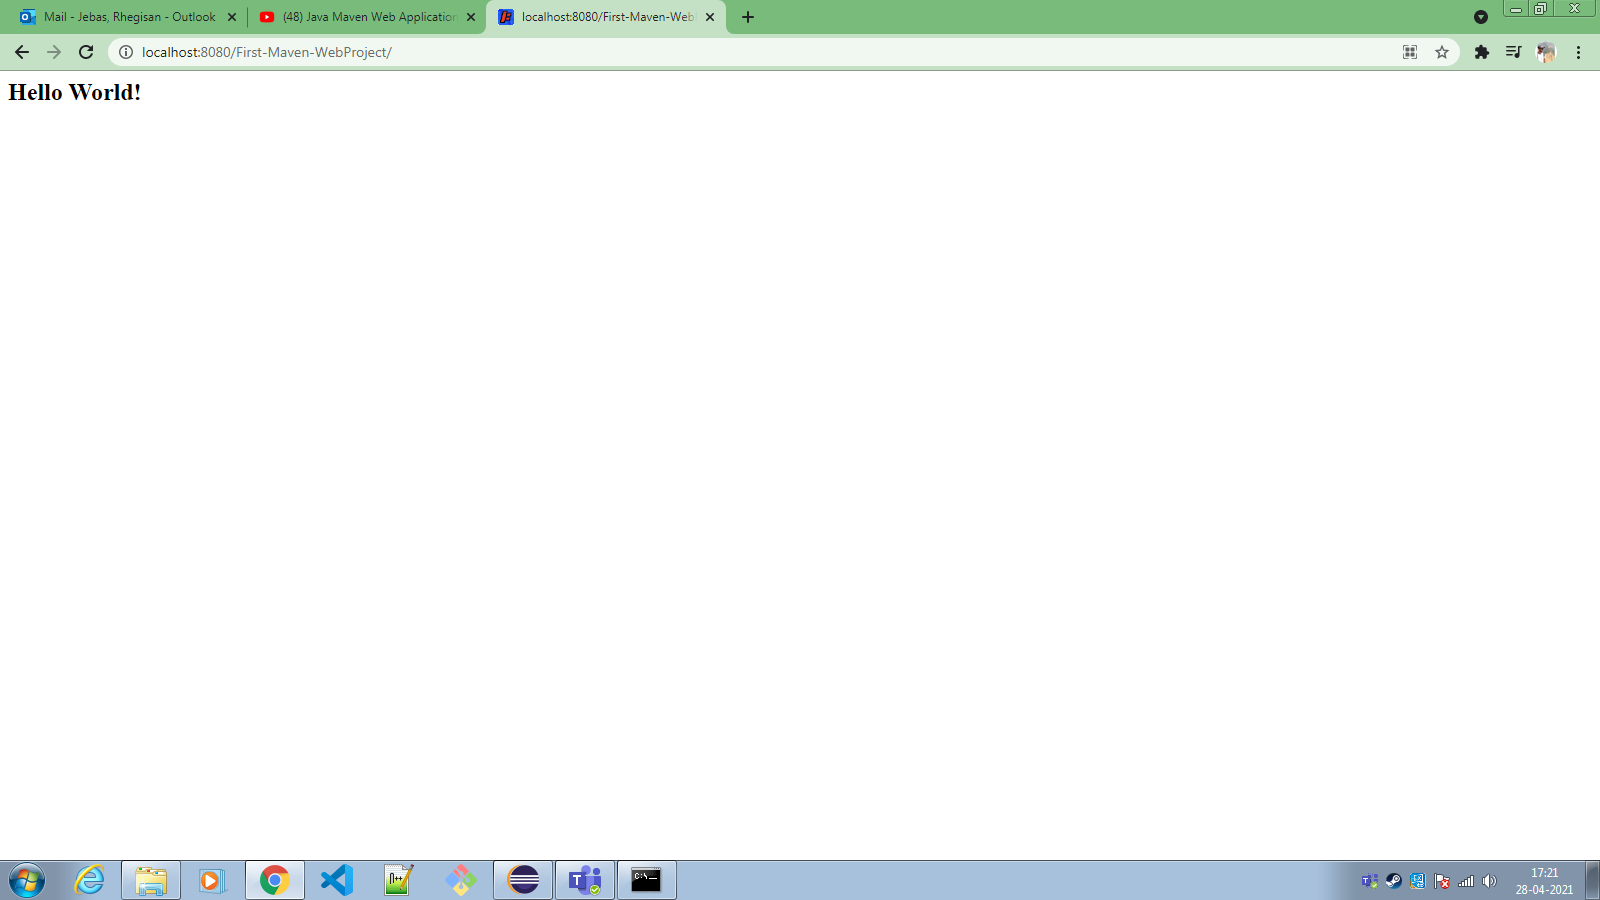 Mail - Jebas, Rhegisan - Outlook
(48) Java Maven Web Application
localhost:8080/First-Maven-Web
localhost:8080/First-Maven-WebProject/
Hello World!
C:\_
17:21
28-04-2021